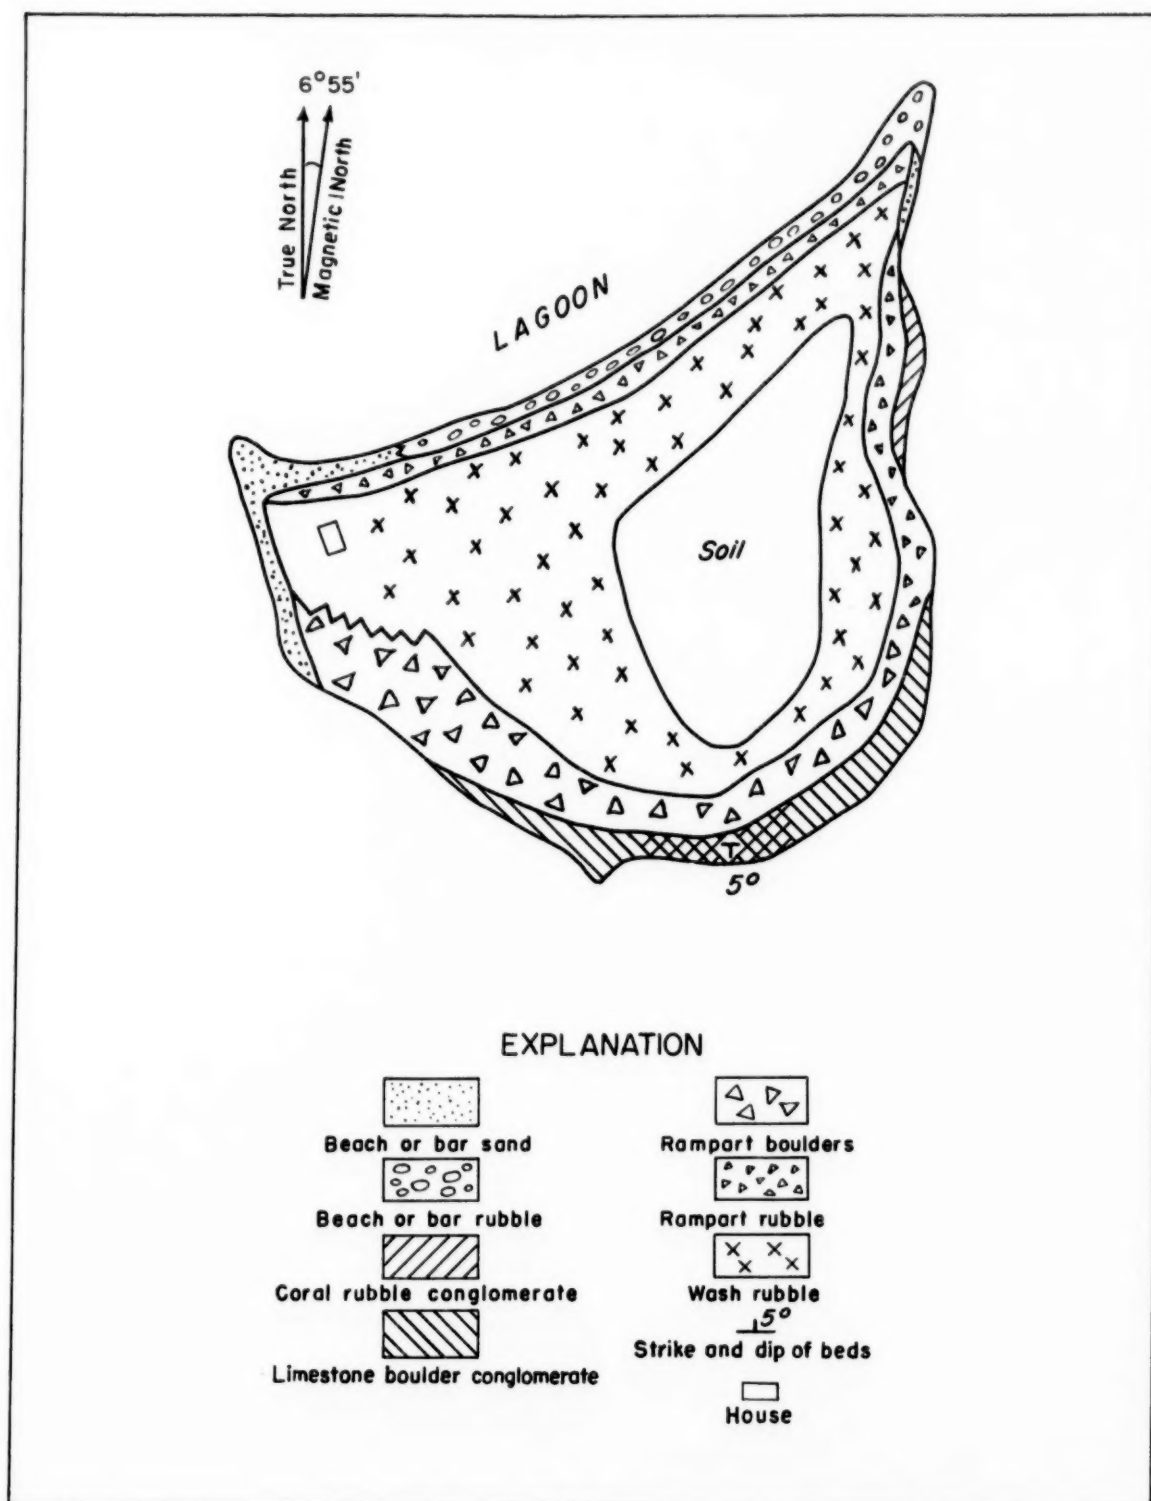 6°55'
True North
Magnetic North
LAGOON
Soil
5°
EXPLANATION
Beach or bar sand
Rampart boulders
Beach or bar rubble
Rampart rubble
Coral rubble conglomerate
Wash rubble
5°
Limestone boulder conglomerate
Strike and dip of beds
House